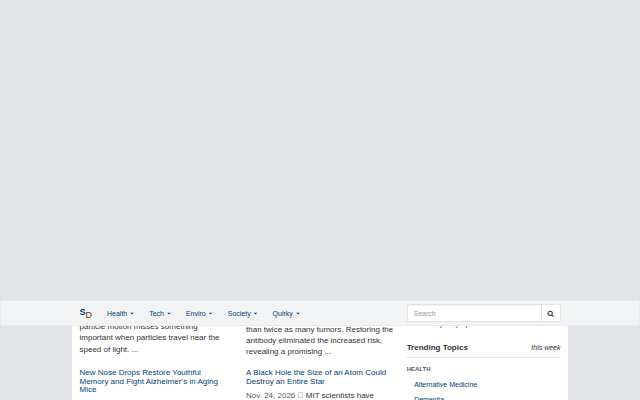 SD Health Tech Enviro Society Quirky Search
particle motion misses something
important when particles travel near the
speed of light. ...
New Nose Drops Restore Youthful
Memory and Fight Alzheimer's in Aging
Mice
than twice as many tumors. Restoring the
antibody eliminated the increased risk,
revealing a promising ...
A Black Hole the Size of an Atom Could
Destroy an Entire Star
Nov. 24, 2026 MIT scientists have
Trending Topics this week
HEALTH
Alternative Medicine
Dementia